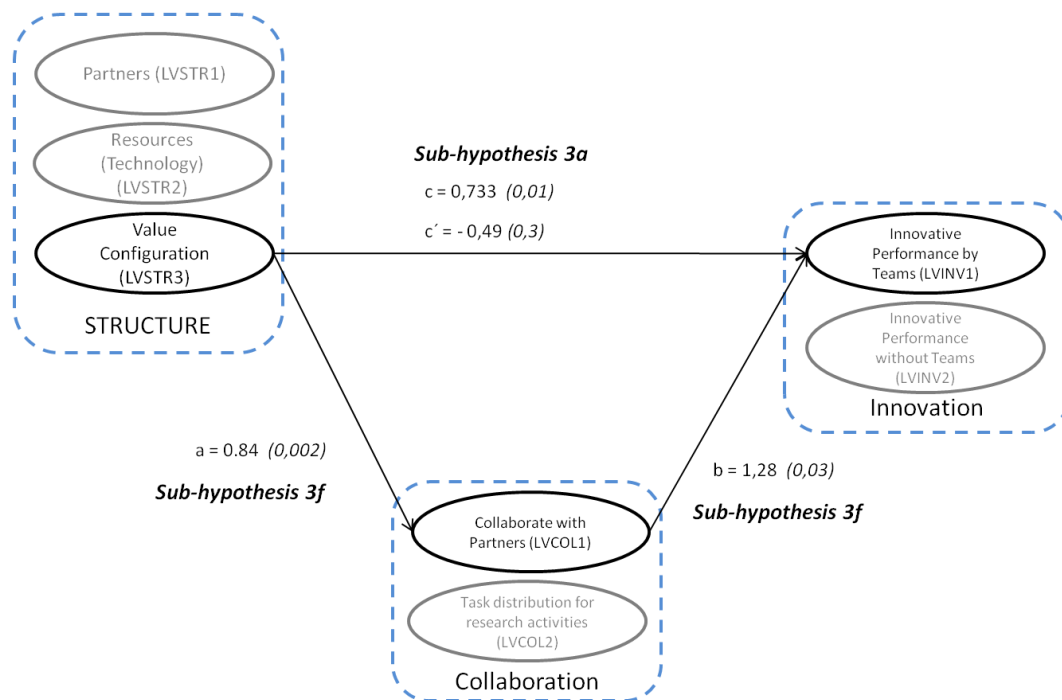 Partners (LVSTR1)
Resources
(Technology)
(LVSTR2)
Value
Configuration
(LVSTR3)
STRUCTURE
Sub-hypothesis 3a
c = 0,733 (0,01)
c´ = - 0,49 (0,3)
Innovative
Performance by
Teams (LVINV1)
Innovative
Performance
without Teams
(LVINV2)
Innovation
a = 0.84 (0,002)
Sub-hypothesis 3f
b = 1,28 (0,03)
Sub-hypothesis 3f
Collaborate with
Partners (LVCOL1)
Task distribution for
research activities
(LVCOL2)
Collaboration